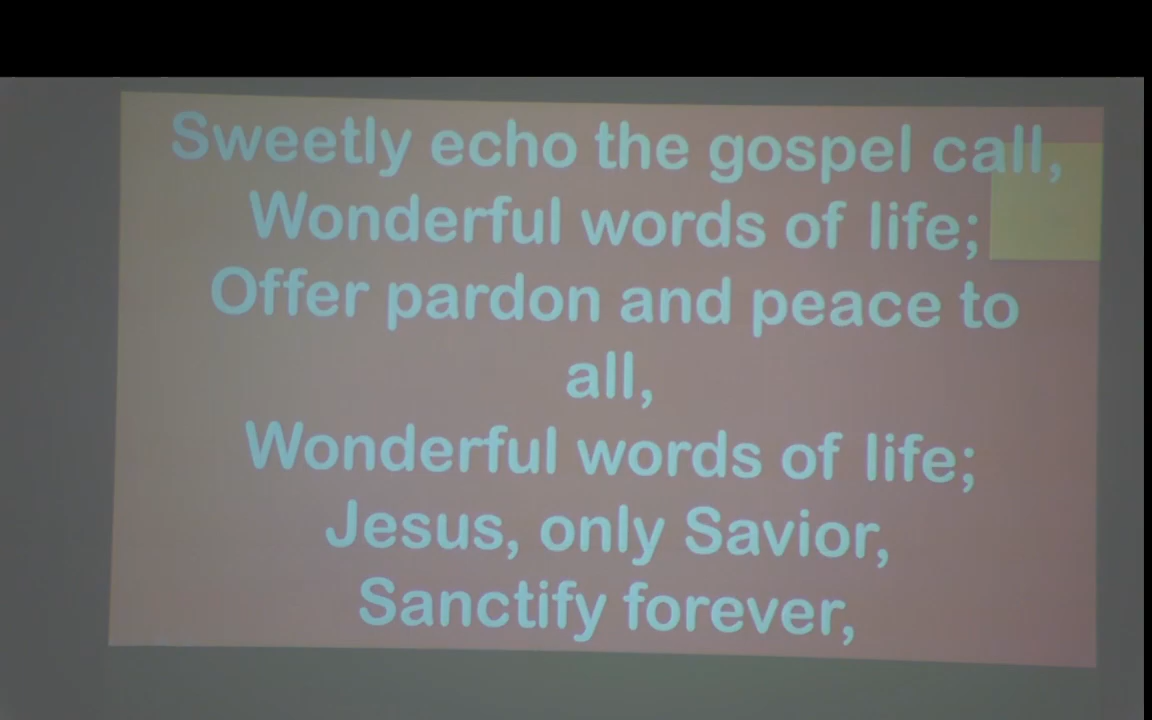 Sweetly echo the gospel call,
Wonderful words of life;
Offer pardon and peace to
all,
Wonderful words of life;
Jesus, only Savior,
Sanctify forever,